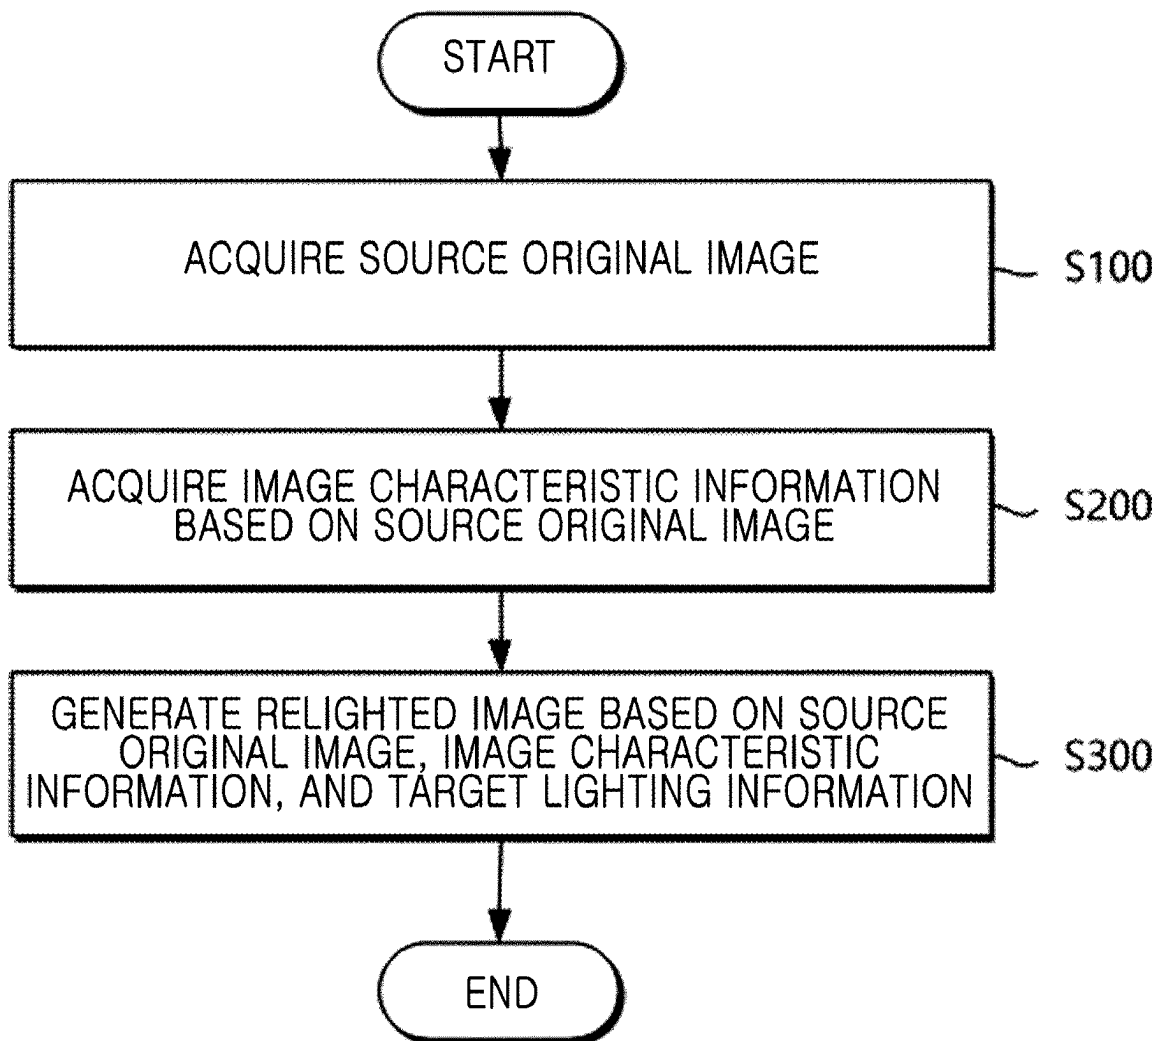 START
ACQUIRE SOURCE ORIGINAL IMAGE
S100
ACQUIRE IMAGE CHARACTERISTIC INFORMATION
BASED ON SOURCE ORIGINAL IMAGE
S200
GENERATE RELIGHTED IMAGE BASED ON SOURCE
ORIGINAL IMAGE, IMAGE CHARACTERISTIC
INFORMATION, AND TARGET LIGHTING INFORMATION
S300
END